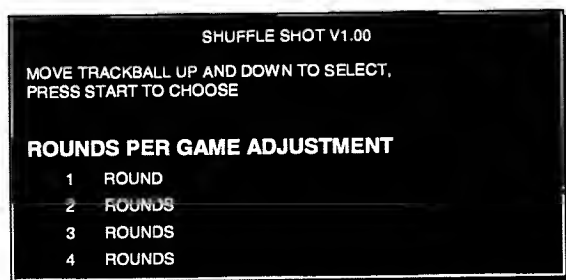 SHUFFLE SHOT V1.00
MOVE TRACKBALL UP AND DOWN TO SELECT,
PRESS START TO CHOOSE
ROUNDS PER GAME ADJUSTMENT
1 ROUND
2 ROUNDS
3 ROUNDS
4 ROUNDS